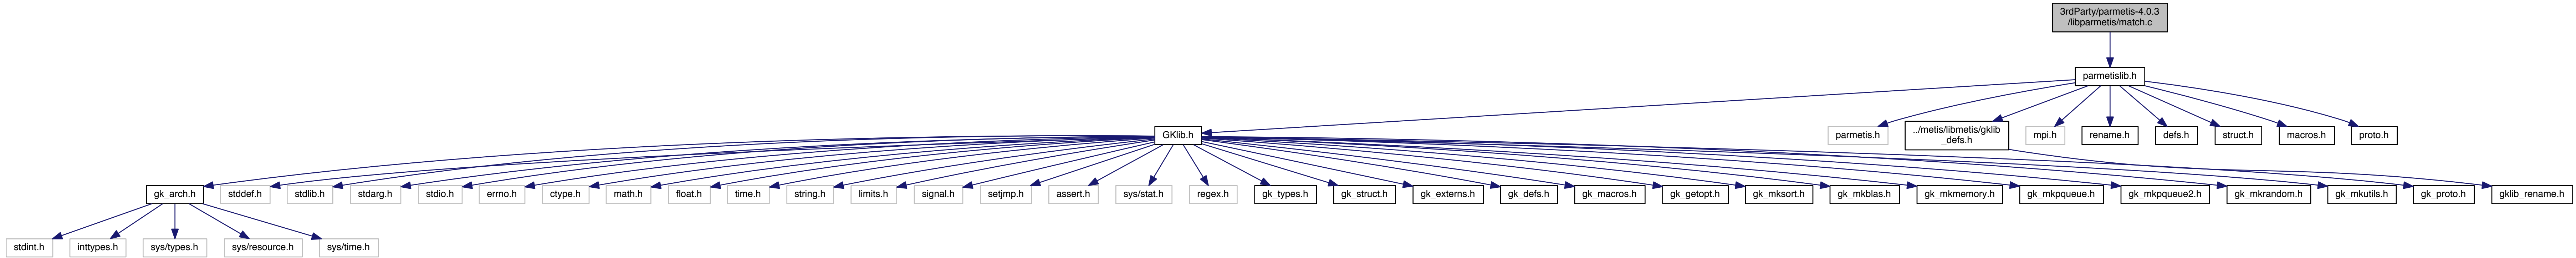 3rdParty/parmetis-4.0.3
/libparmetis/match.c
parmetislib.h
GKlib.h
parmetis.h
../metis/libmetis/gklib
_defs.h
mpi.h
rename.h
defs.h
struct.h
macros.h
proto.h
gk_arch.h
stddef.h
stdlib.h
stdarg.h
stdio.h
errno.h
ctype.h
math.h
float.h
time.h
string.h
limits.h
signal.h
setjmp.h
assert.h
sys/stat.h
regex.h
gk_types.h
gk_struct.h
gk_externs.h
gk_defs.h
gk_macros.h
gk_getopt.h
gk_mksort.h
gk_mkblas.h
gk_mkmemory.h
gk_mkpqueue.h
gk_mkpqueue2.h
gk_mkrandom.h
gk_mkutils.h
gk_proto.h
gklib_rename.h
stdint.h
inttypes.h
sys/types.h
sys/resource.h
sys/time.h